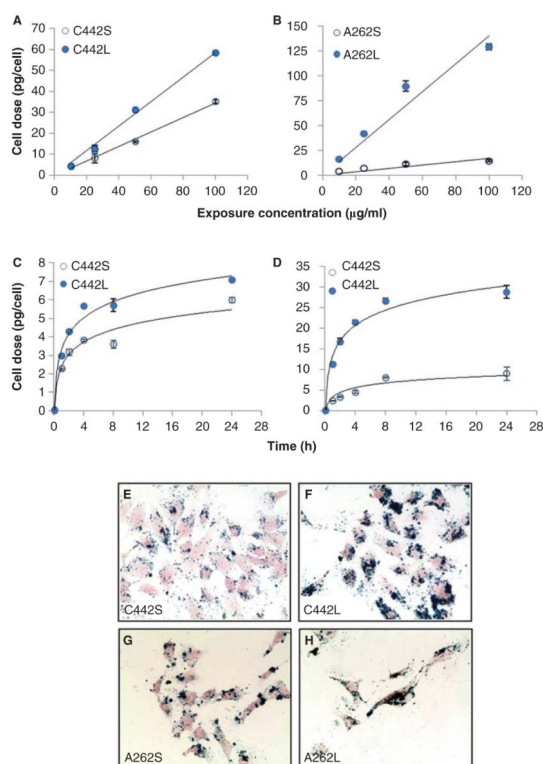 A
C442S
C442L
70
60
50
40
30
20
10
0
0 20 40 60 80 100 120
Cell dose (pg/cell)
B
A262S
A262L
150
125
100
75
50
25
0
0 20 40 60 80 100 120
Exposure concentration (μg/ml)
C
C442S
C442L
8
7
6
5
4
3
2
1
0
0 4 8 12 16 20 24 28
Cell dose (pg/cell)
D
C442S
C442L
35
30
25
20
15
10
5
0
0 4 8 12 16 20 24 28
Time (h)
E
C442S
F
C442L
G
A262S
H
A262L